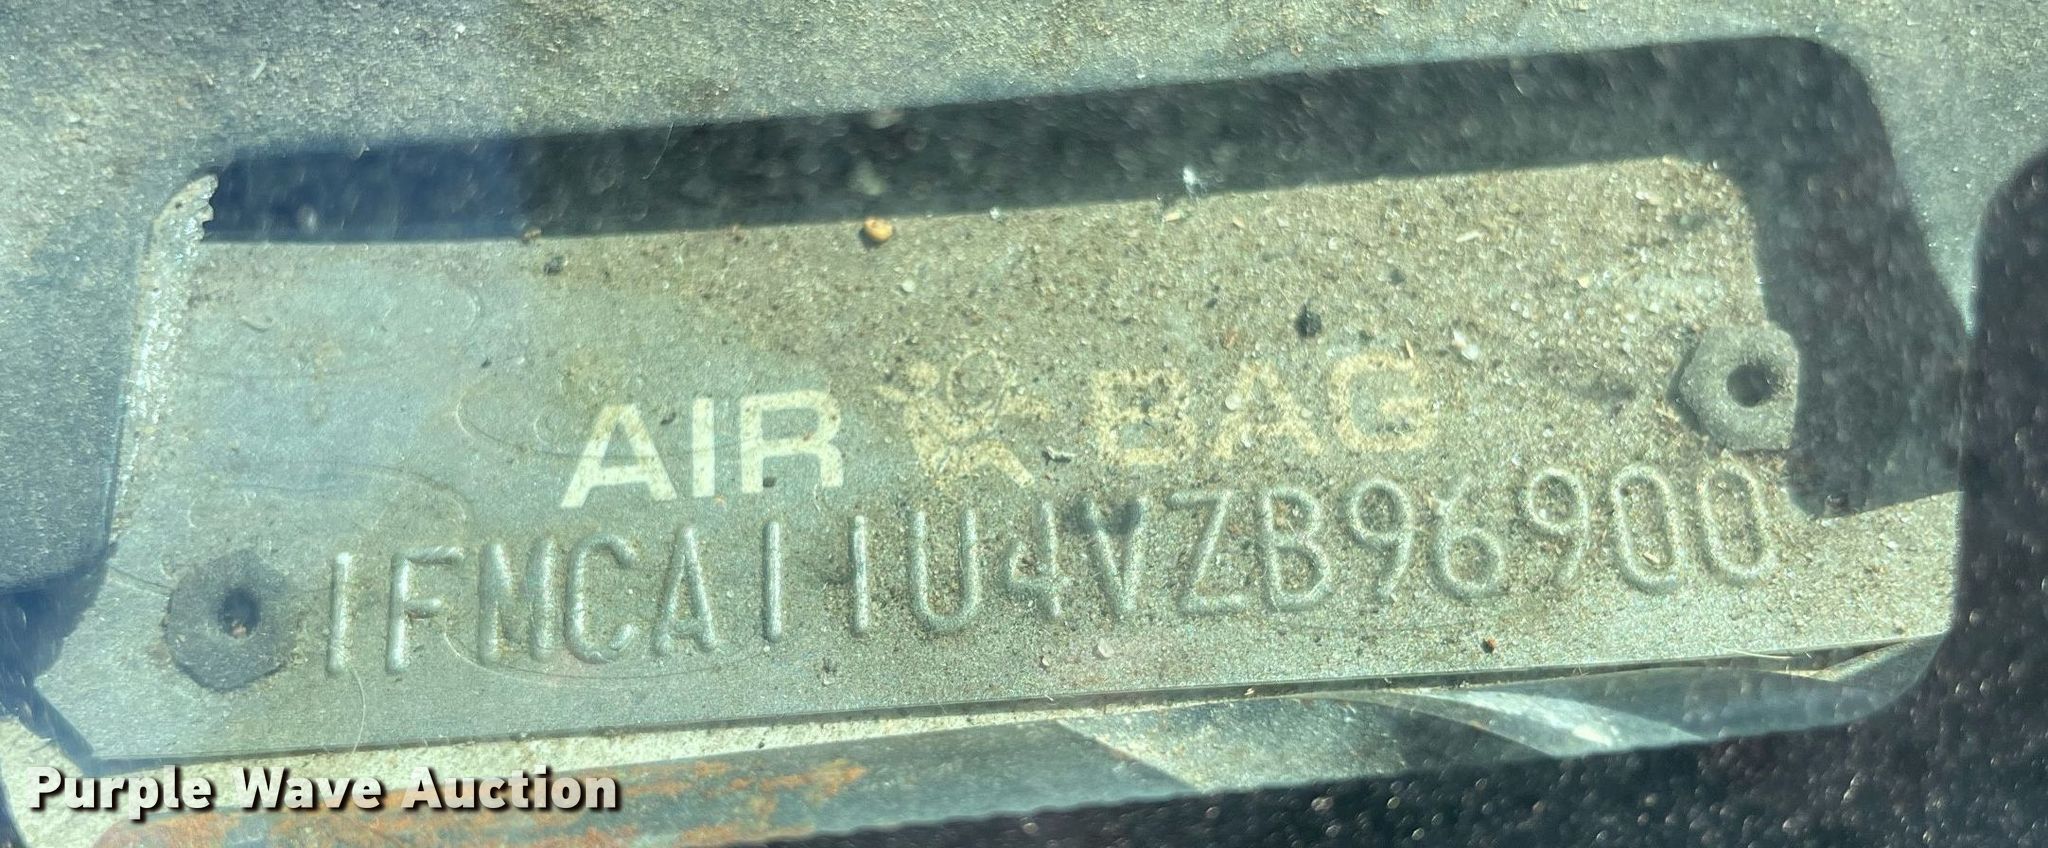 AIR BAG
1FMCA11U4VZB96900
Purple Wave Auction